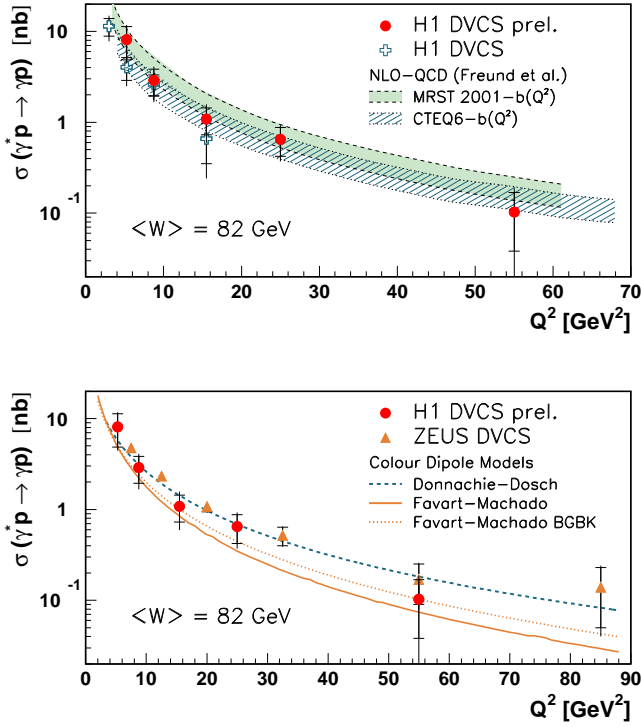 σ (γ* p → γp) [nb]
10
1
10⁻¹
H1 DVCS prel.
H1 DVCS
NLO−QCD (Freund et al.)
MRST 2001−b(Q²)
CTEQ6−b(Q²)
<W> = 82 GeV
0 10 20 30 40 50 60 70
Q² [GeV²]
σ (γ* p → γp) [nb]
10
1
10⁻¹
H1 DVCS prel.
ZEUS DVCS
Colour Dipole Models
Donnachie−Dosch
Favart−Machado
Favart−Machado BGBK
<W> = 82 GeV
0 10 20 30 40 50 60 70 80 90
Q² [GeV²]